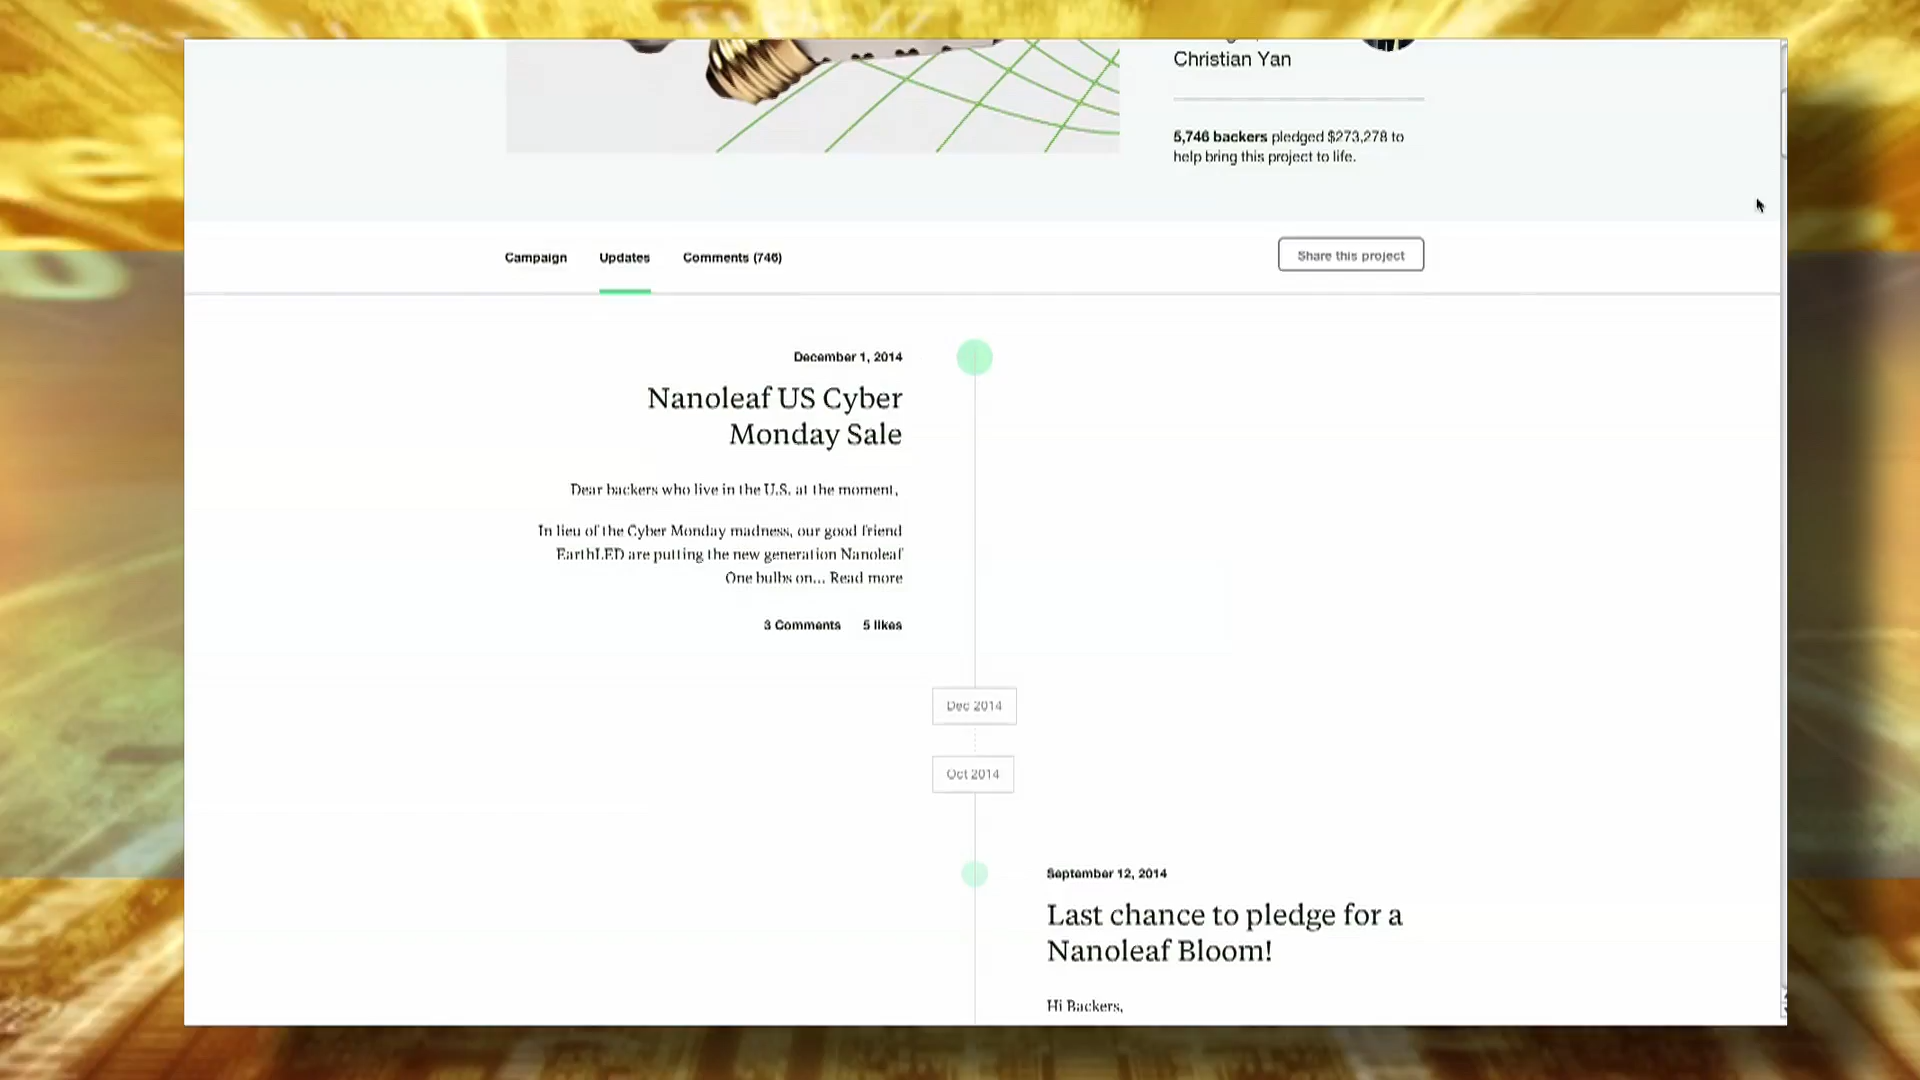 Christian Yan
5,746 backers pledged $273,278 to
help bring this project to life.
Campaign
Updates
Comments (746)
Share this project
December 1, 2014
Nanoleaf US Cyber
Monday Sale
Dear backers who live in the U.S. at the moment,
In lieu of the Cyber Monday madness, our good friend
EarthLED are putting the new generation Nanoleaf
One bulbs on... Read more
3 Comments 5 likes
Dec 2014
Oct 2014
September 12, 2014
Last chance to pledge for a
Nanoleaf Bloom!
Hi Backers,